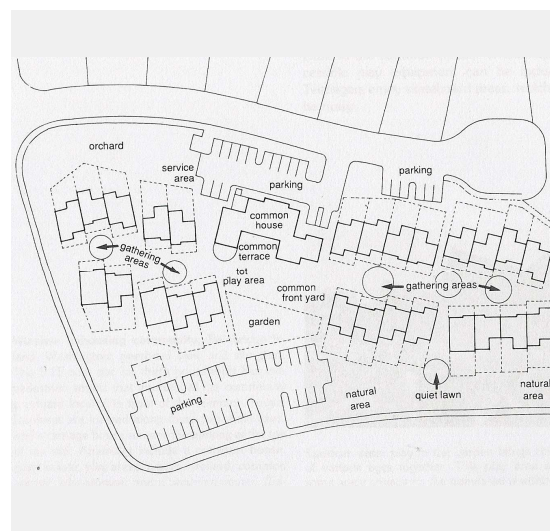 orchard
service
area
parking
parking
common
house
gathering
areas
common
terrace
tot
play area
common
front yard
gathering areas
garden
parking
natural
area
quiet lawn
natural
area